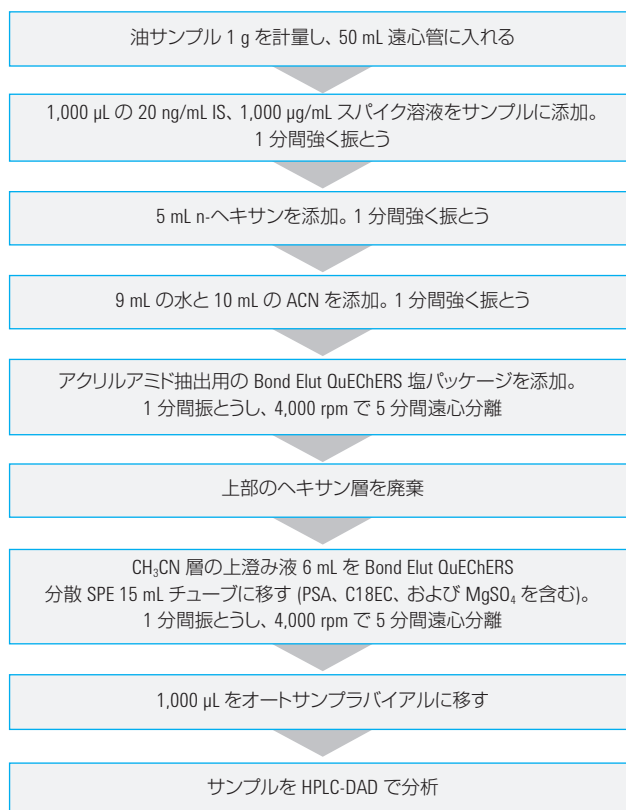 油サンプル 1 g を計量し、50 mL 遠心管に入れる
1,000 µL の 20 ng/mL IS、1,000 µg/mL スパイク溶液をサンプルに添加。
1 分間強く振とう
5 mL n-ヘキサンを添加。1 分間強く振とう
9 mL の水と 10 mL の ACN を添加。1 分間強く振とう
アクリルアミド抽出用の Bond Elut QuEChERS 塩パッケージを添加。
1 分間振とうし、4,000 rpm で 5 分間遠心分離
上部のヘキサン層を廃棄
CH₃CN 層の上澄み液 6 mL を Bond Elut QuEChERS
分散 SPE 15 mL チューブに移す (PSA、C18EC、および MgSO₄ を含む)。
1 分間振とうし、4,000 rpm で 5 分間遠心分離
1,000 µL をオートサンプラバイアルに移す
サンプルを HPLC-DAD で分析